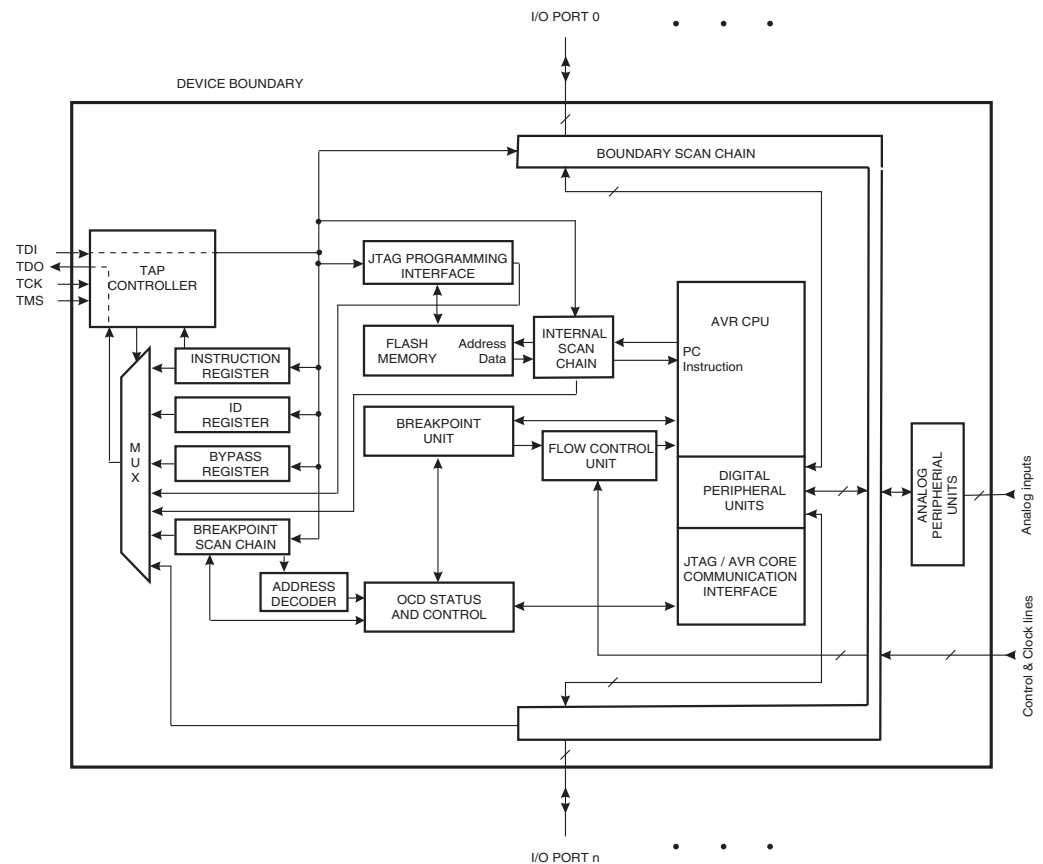 I/O PORT 0
DEVICE BOUNDARY
BOUNDARY SCAN CHAIN
TDI
TDO
TCK
TMS
TAP
CONTROLLER
JTAG PROGRAMMING
INTERFACE
FLASH
MEMORY
Address
Data
INTERNAL
SCAN
CHAIN
AVR CPU
PC
Instruction
INSTRUCTION
REGISTER
ID
REGISTER
BYPASS
REGISTER
M
U
X
BREAKPOINT
UNIT
FLOW CONTROL
UNIT
DIGITAL
PERIPHERAL
UNITS
ANALOG
PERIPHERIAL
UNITS
Analog inputs
BREAKPOINT
SCAN CHAIN
ADDRESS
DECODER
OCD STATUS
AND CONTROL
JTAG / AVR CORE
COMMUNICATION
INTERFACE
Control & Clock lines
I/O PORT n